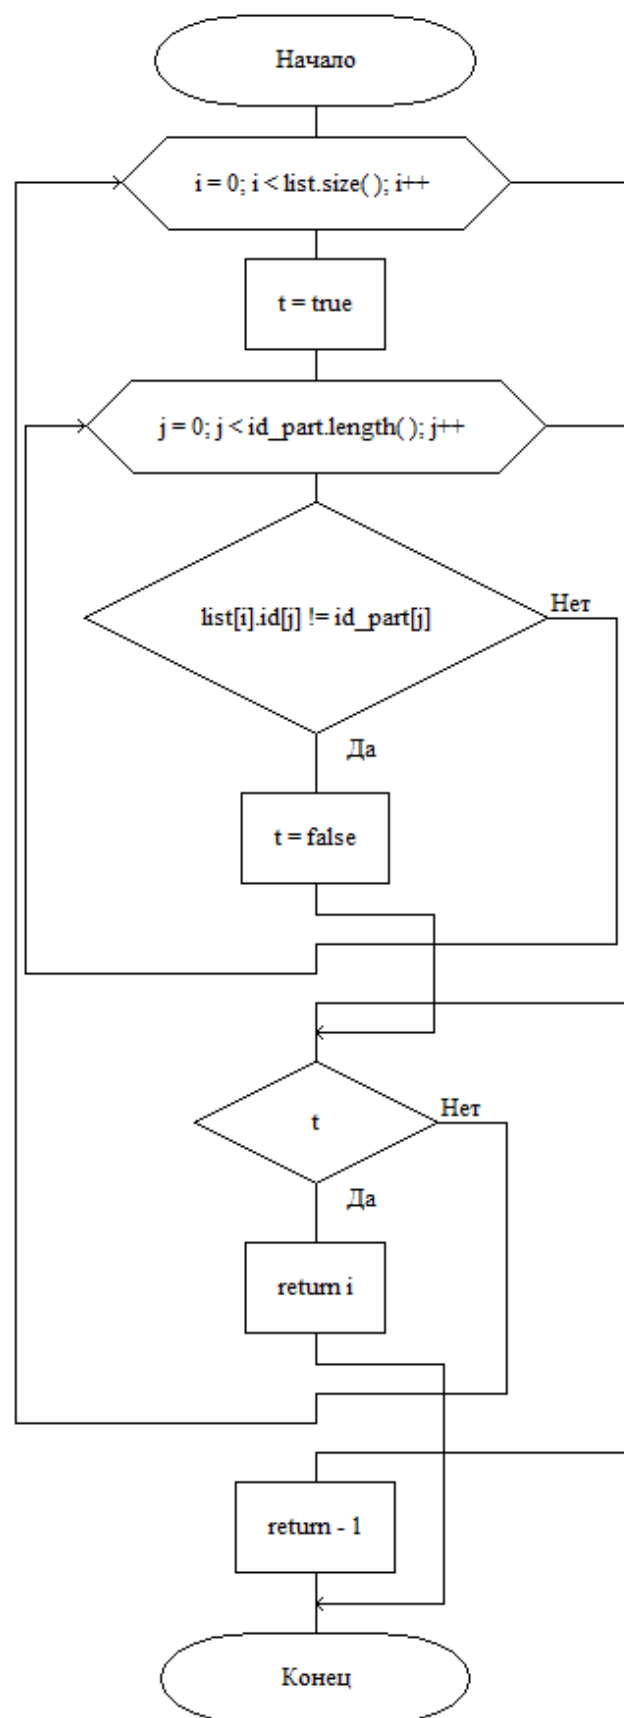 Начало
i = 0; i < list.size( ); i++
t = true
j = 0; j < id_part.length( ); j++
list[i].id[j] != id_part[j]
Нет
Да
t = false
t
Нет
Да
return i
return - 1
Конец